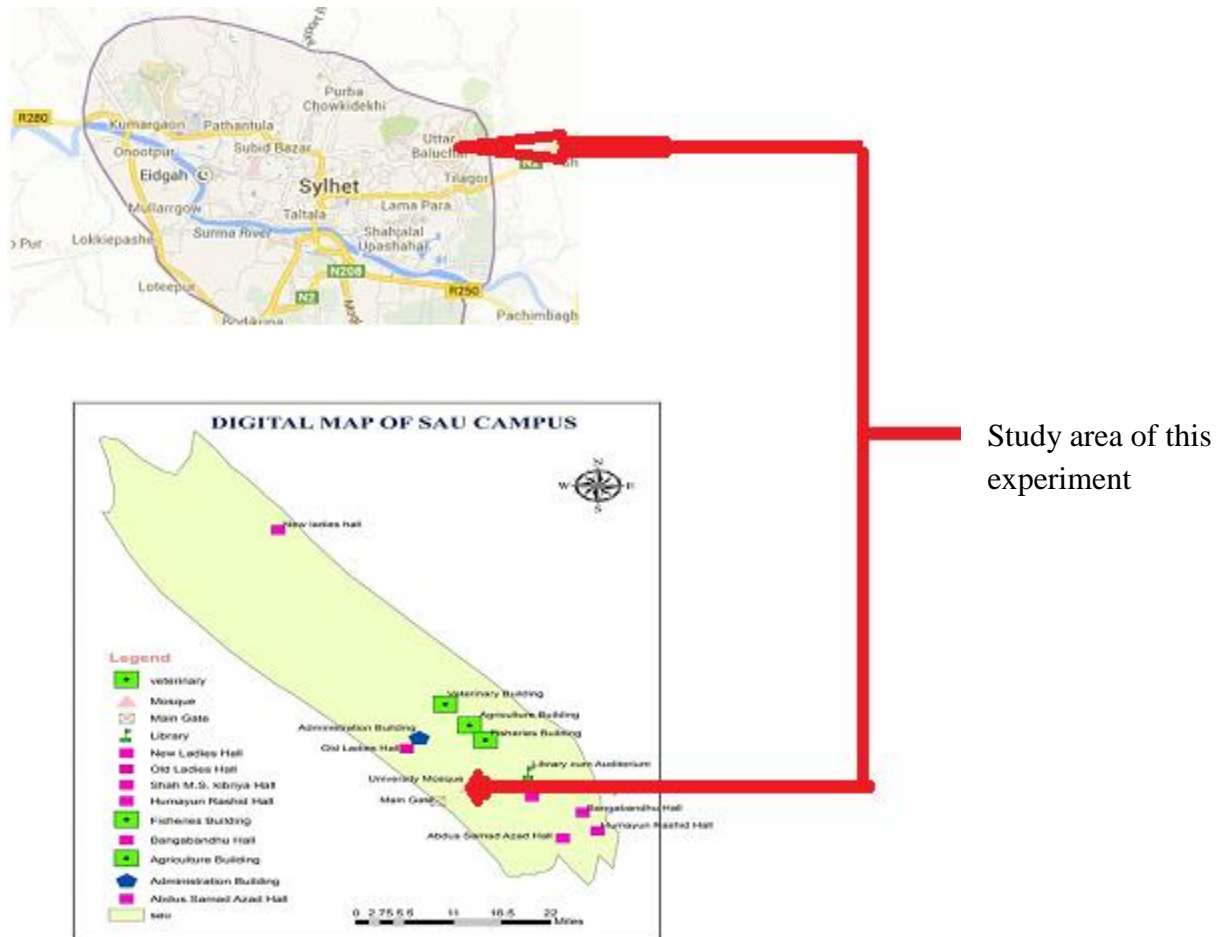 R280
Kumargaon
Pathantula
Purba
Chowkidekhi
Onootpur
Subid Bazar
Uttar
Baluchar
Eidgah
Tilagor
Sylhet
Mullarrgow
Lama Para
Taltala
Surma River
Shahjalal
Upashahar
Lokkiepasha
Pur
N208
Loteepur
N2
R250
Pachimbagh
Study area of this
experiment
DIGITAL MAP OF SAU CAMPUS
N
W E
S
New ladies hall
Legend
veterinary
Mosque
Main Gate
Library
New Ladies Hall
Old Ladies Hall
Shah M.S. kibriya Hall
Humayun Rashid Hall
Fisheries Building
Bangabandhu Hall
Agriculture Building
Administration Building
Abdus Samad Azad Hall
Veterinary Building
Agriculture Building
Administration Building
Fisheries Building
Old Ladies Hall
Library cum Auditorium
University Mosque
Main Gate
Bangabandhu Hall
Humayun Rashid Hall
Abdus Samad Azad Hall
0 2.75 5.5 11 16.5 22
Miles